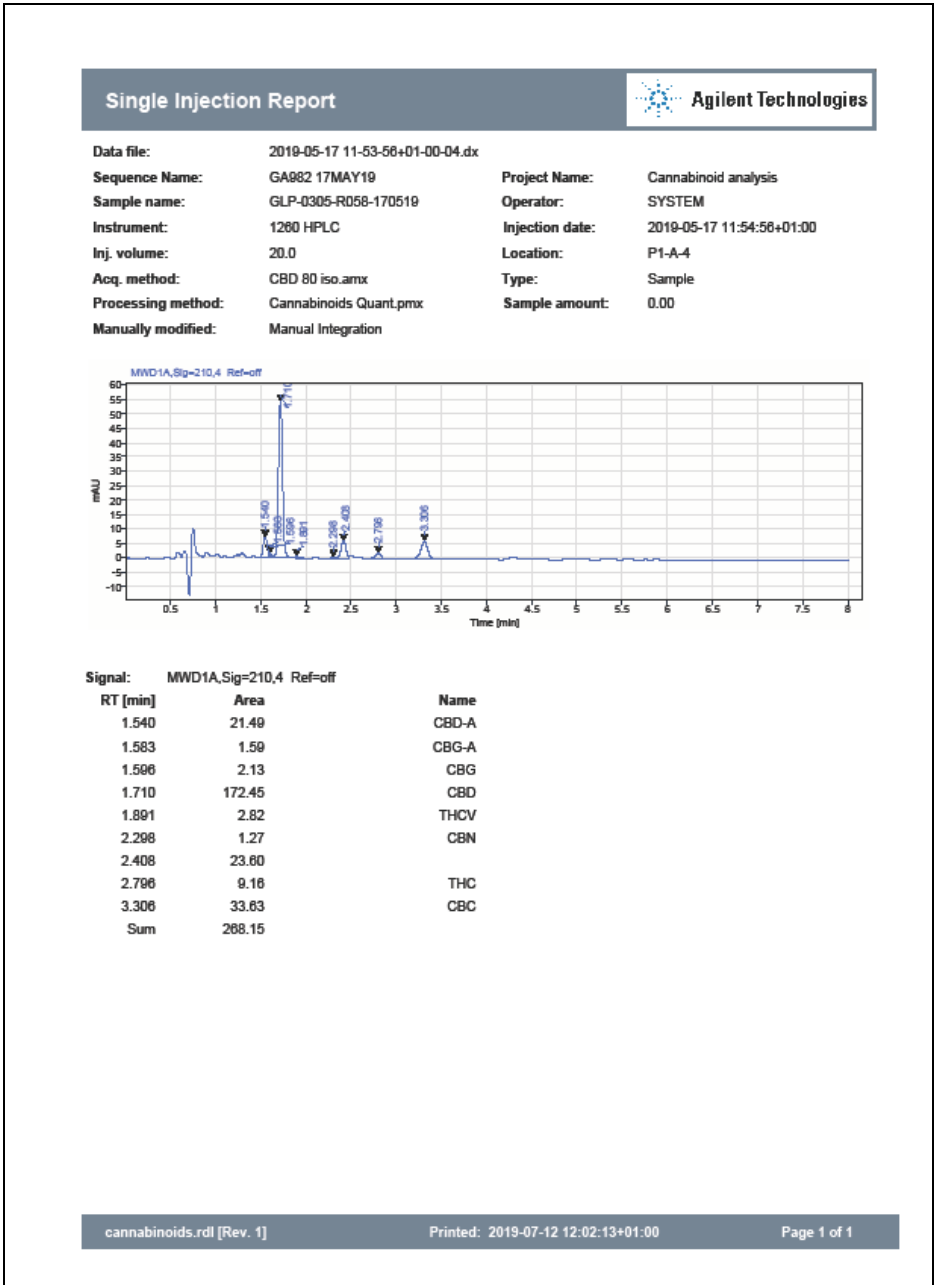 Single Injection Report
Agilent Technologies
Data file: 2019-05-17 11-53-56+01-00-04.dx
Sequence Name: GA982 17MAY19 Project Name: Cannabinoid analysis
Sample name: GLP-0305-R058-170519 Operator: SYSTEM
Instrument: 1260 HPLC Injection date: 2019-05-17 11:54:56+01:00
Inj. volume: 20.0 Location: P1-A-4
Acq. method: CBD 80 iso.amx Type: Sample
Processing method: Cannabinoids Quant.pmx Sample amount: 0.00
Manually modified: Manual Integration
MWD1A,Sig=210,4 Ref=off
60
55
50
45
40
35
30
25
20
15
10
5
0
-5
-10
mAU
1.540
1.583
1.710
1.596
1.891
2.298
2.408
2.796
3.306
0.5 1 1.5 2 2.5 3 3.5 4 4.5 5 5.5 6 6.5 7 7.5 8
Time [min]
Signal: MWD1A,Sig=210,4 Ref=off
RT [min] Area Name
1.540 21.49 CBD-A
1.583 1.59 CBG-A
1.596 2.13 CBG
1.710 172.45 CBD
1.891 2.82 THCV
2.298 1.27 CBN
2.408 23.60
2.796 9.16 THC
3.306 33.63 CBC
Sum 268.15
cannabinoids.rdl [Rev. 1] Printed: 2019-07-12 12:02:13+01:00 Page 1 of 1